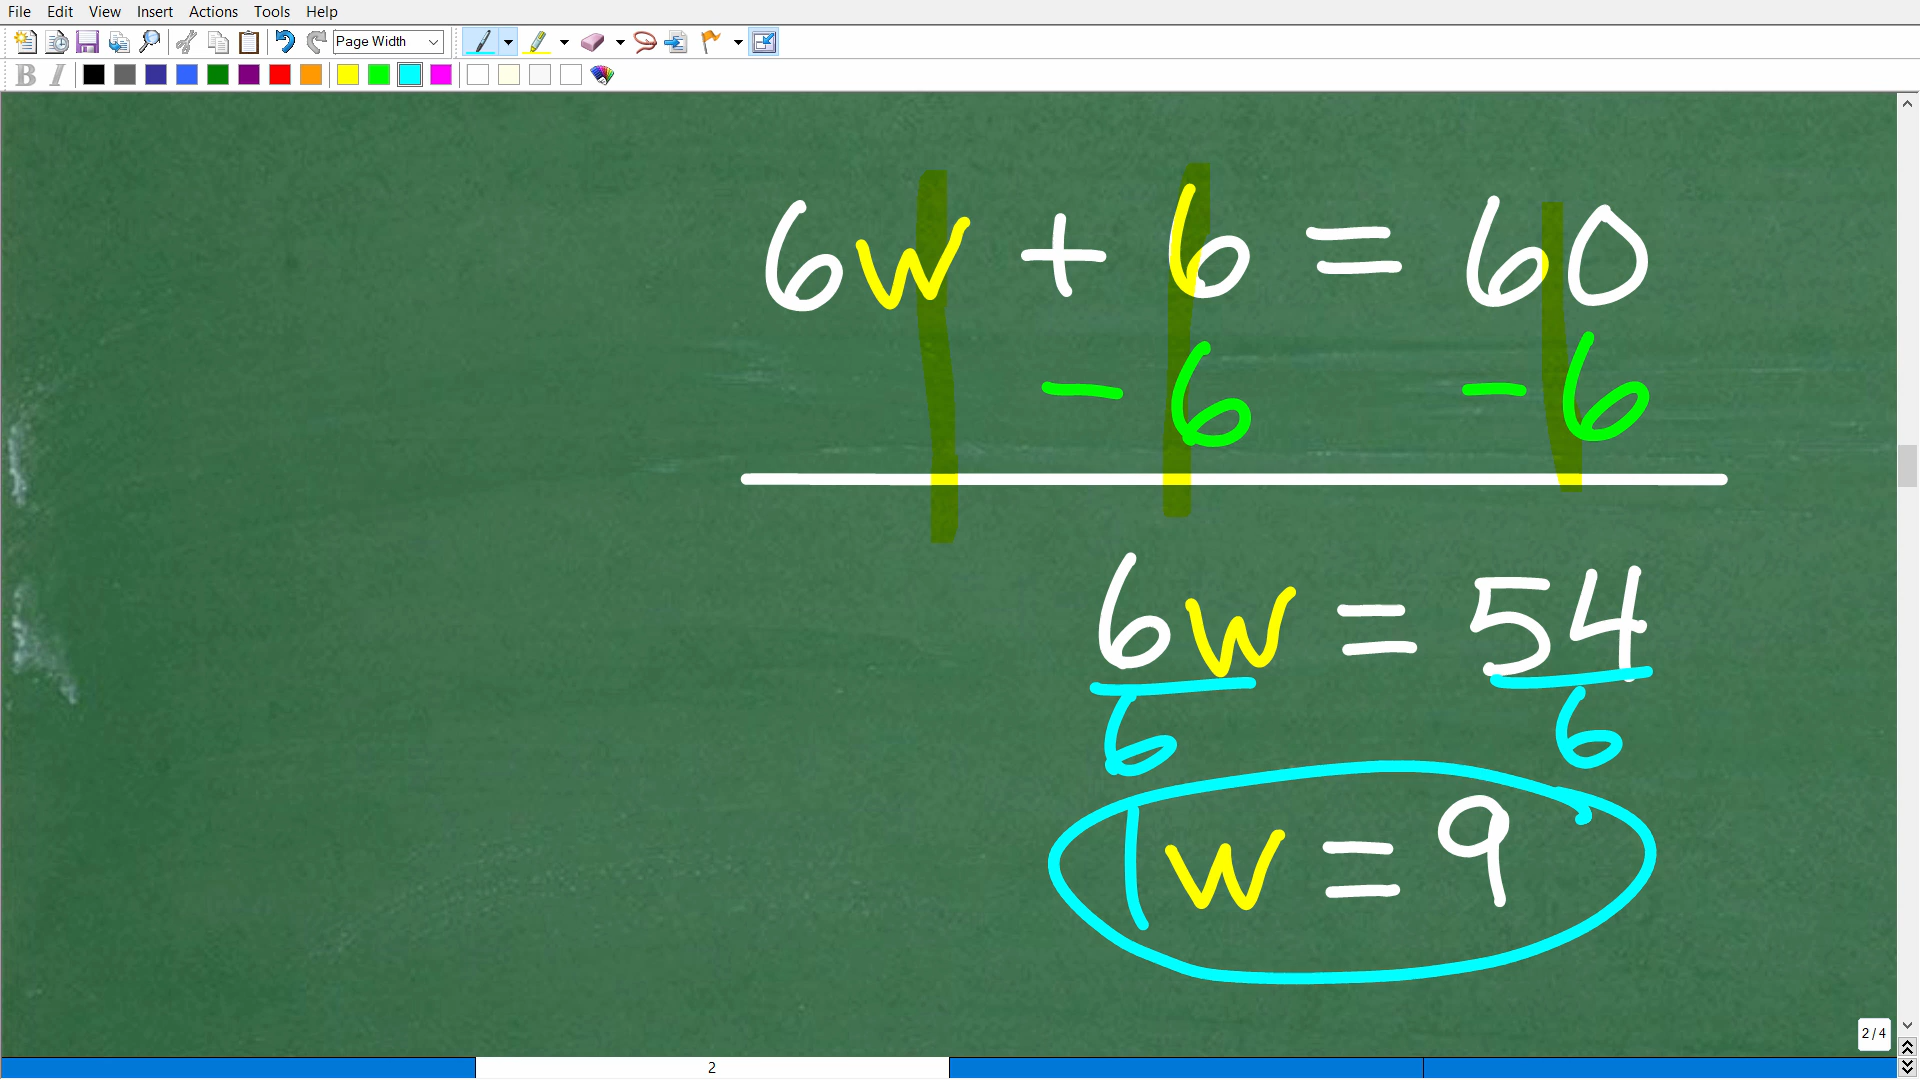 File Edit View Insert Actions Tools Help
Page Width
B I
6w + 6 = 60
- 6 - 6
6w = 54
6 6
1w = 9
2 / 4
2